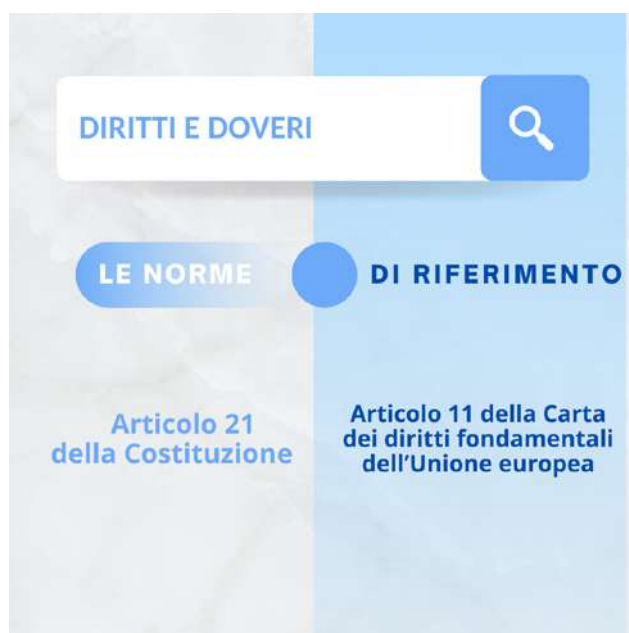 DIRITTI E DOVERI
LE NORME DI RIFERIMENTO
Articolo 21
della Costituzione
Articolo 11 della Carta
dei diritti fondamentali
dell'Unione europea